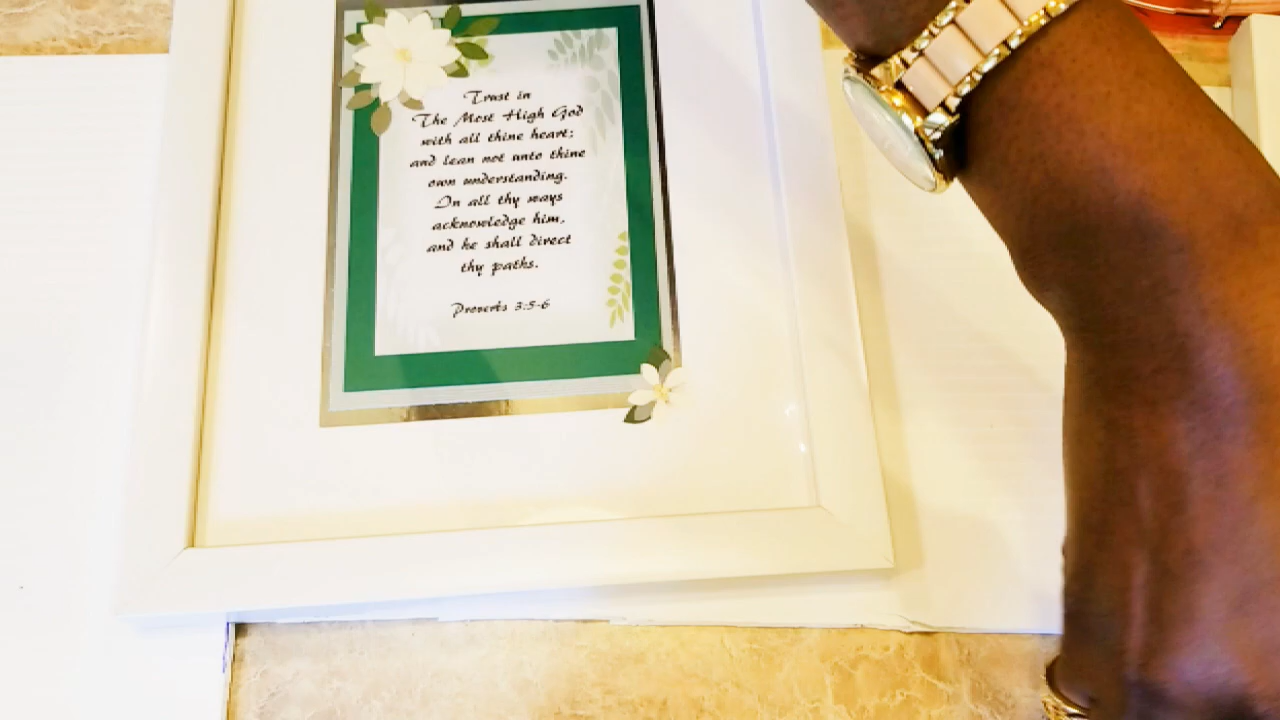 Trust in
The Most High God
with all thine heart;
and lean not unto thine
own understanding.
In all thy ways
acknowledge him,
and he shall direct
thy paths.
Proverbs 3:5-6